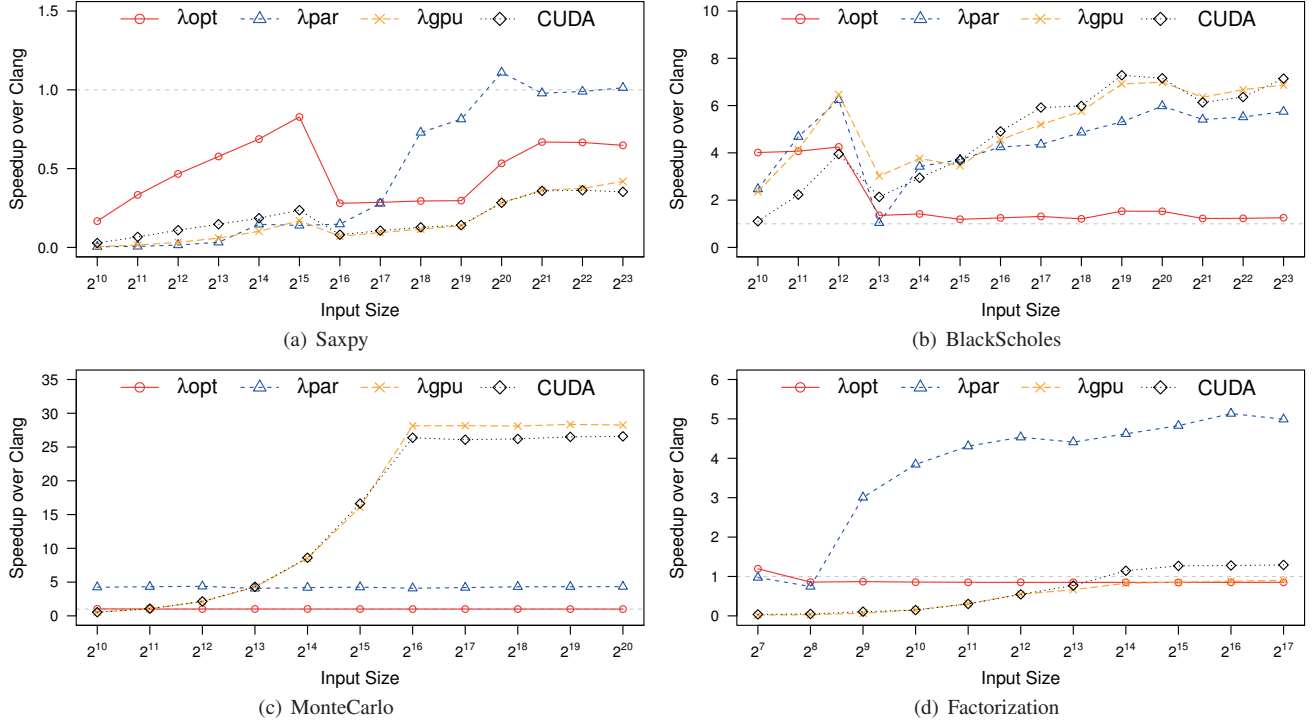 λopt λpar λgpu CUDA
Speedup over Clang
1.5
1.0
0.5
0.0
2^10 2^11 2^12 2^13 2^14 2^15 2^16 2^17 2^18 2^19 2^20 2^21 2^22 2^23
Input Size
(a) Saxpy
λopt λpar λgpu CUDA
Speedup over Clang
10
8
6
4
2
0
2^10 2^11 2^12 2^13 2^14 2^15 2^16 2^17 2^18 2^19 2^20 2^21 2^22 2^23
Input Size
(b) BlackScholes
λopt λpar λgpu CUDA
Speedup over Clang
35
30
25
20
15
10
5
0
2^10 2^11 2^12 2^13 2^14 2^15 2^16 2^17 2^18 2^19 2^20
Input Size
(c) MonteCarlo
λopt λpar λgpu CUDA
Speedup over Clang
6
5
4
3
2
1
0
2^7 2^8 2^9 2^10 2^11 2^12 2^13 2^14 2^15 2^16 2^17
Input Size
(d) Factorization